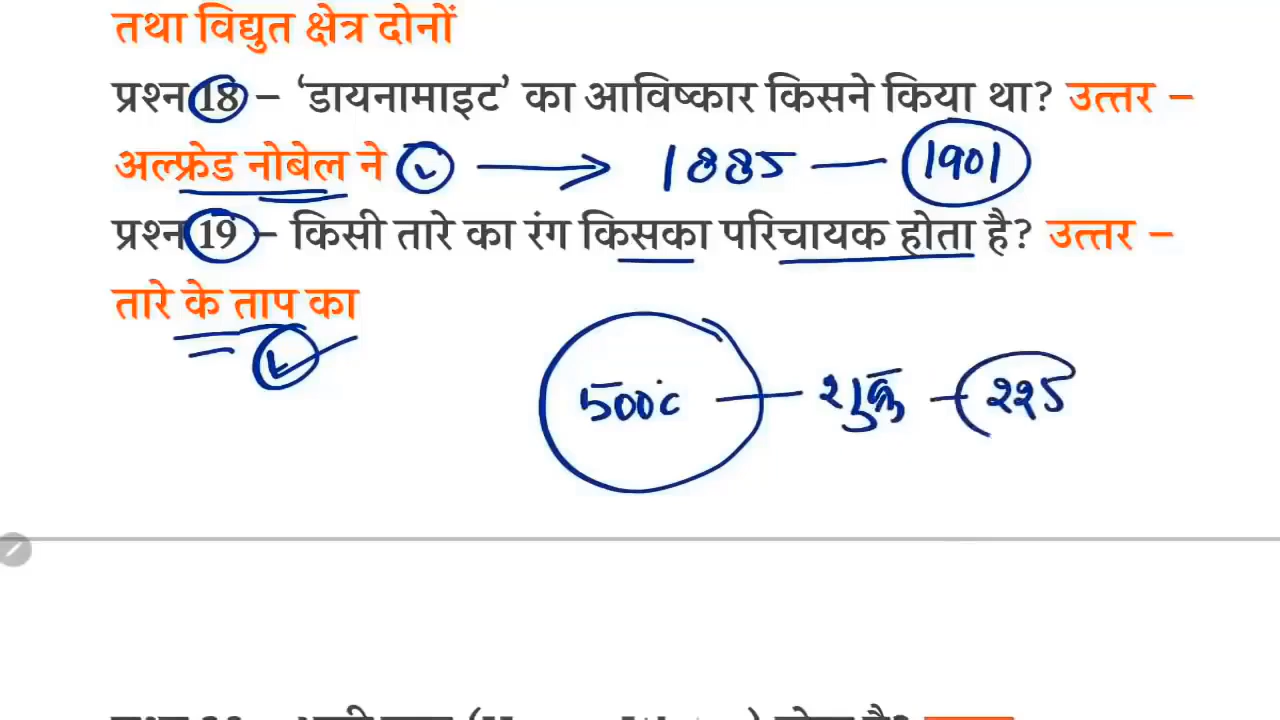 तथा विद्युत क्षेत्र दोनों
प्रश्न 18 – ‘डायनामाइट’ का आविष्कार किसने किया था? उत्तर –
अल्फ्रेड नोबेल ने 1885 — 1901
प्रश्न 19 – किसी तारे का रंग किसका परिचायक होता है? उत्तर –
तारे के ताप का
500c — शुक्र — 225